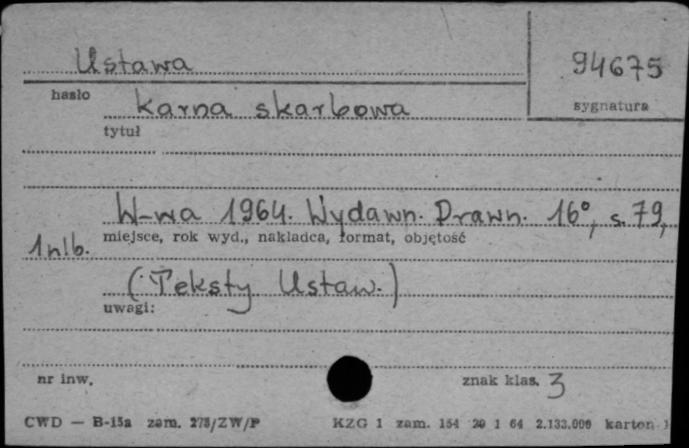 Ustawa 94675
hasło sygnatura
karna skarbowa
tytuł
W-wa 1964. Wydawn. Prawn. 16°, s. 79,
miejsce, rok wyd., nakładca, format, objętość
1 nlb.
(Teksty Ustaw.)
uwagi:
nr inw. znak klas. 3
CWD — B-15a zam. 278/ZW/P KZG 1 zam. 154 20 1 64 2.133.000 karton